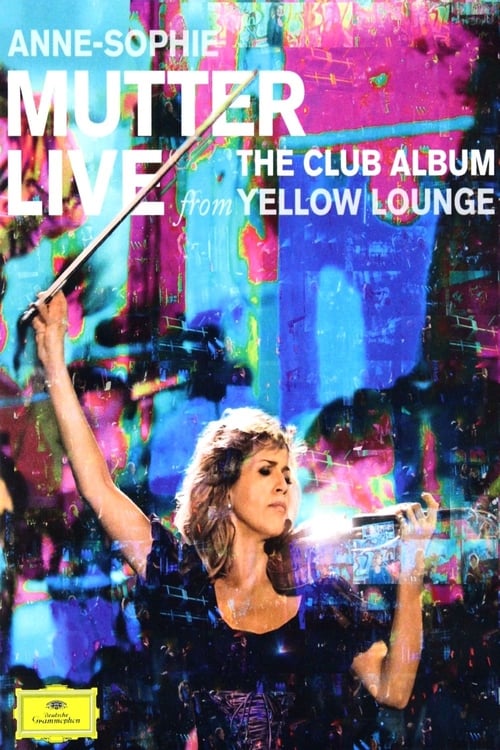 ANNE-SOPHIE
MUTTER
LIVE from THE CLUB ALBUM
YELLOW LOUNGE
Deutsche
Grammophon